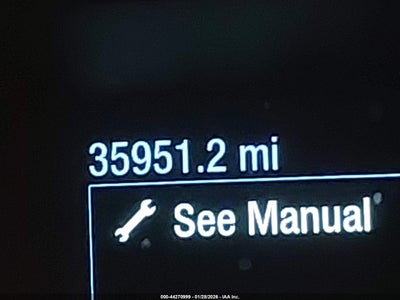 35951.2 mi
See Manual
000-44270999 - 01/28/2026 - IAA Inc.